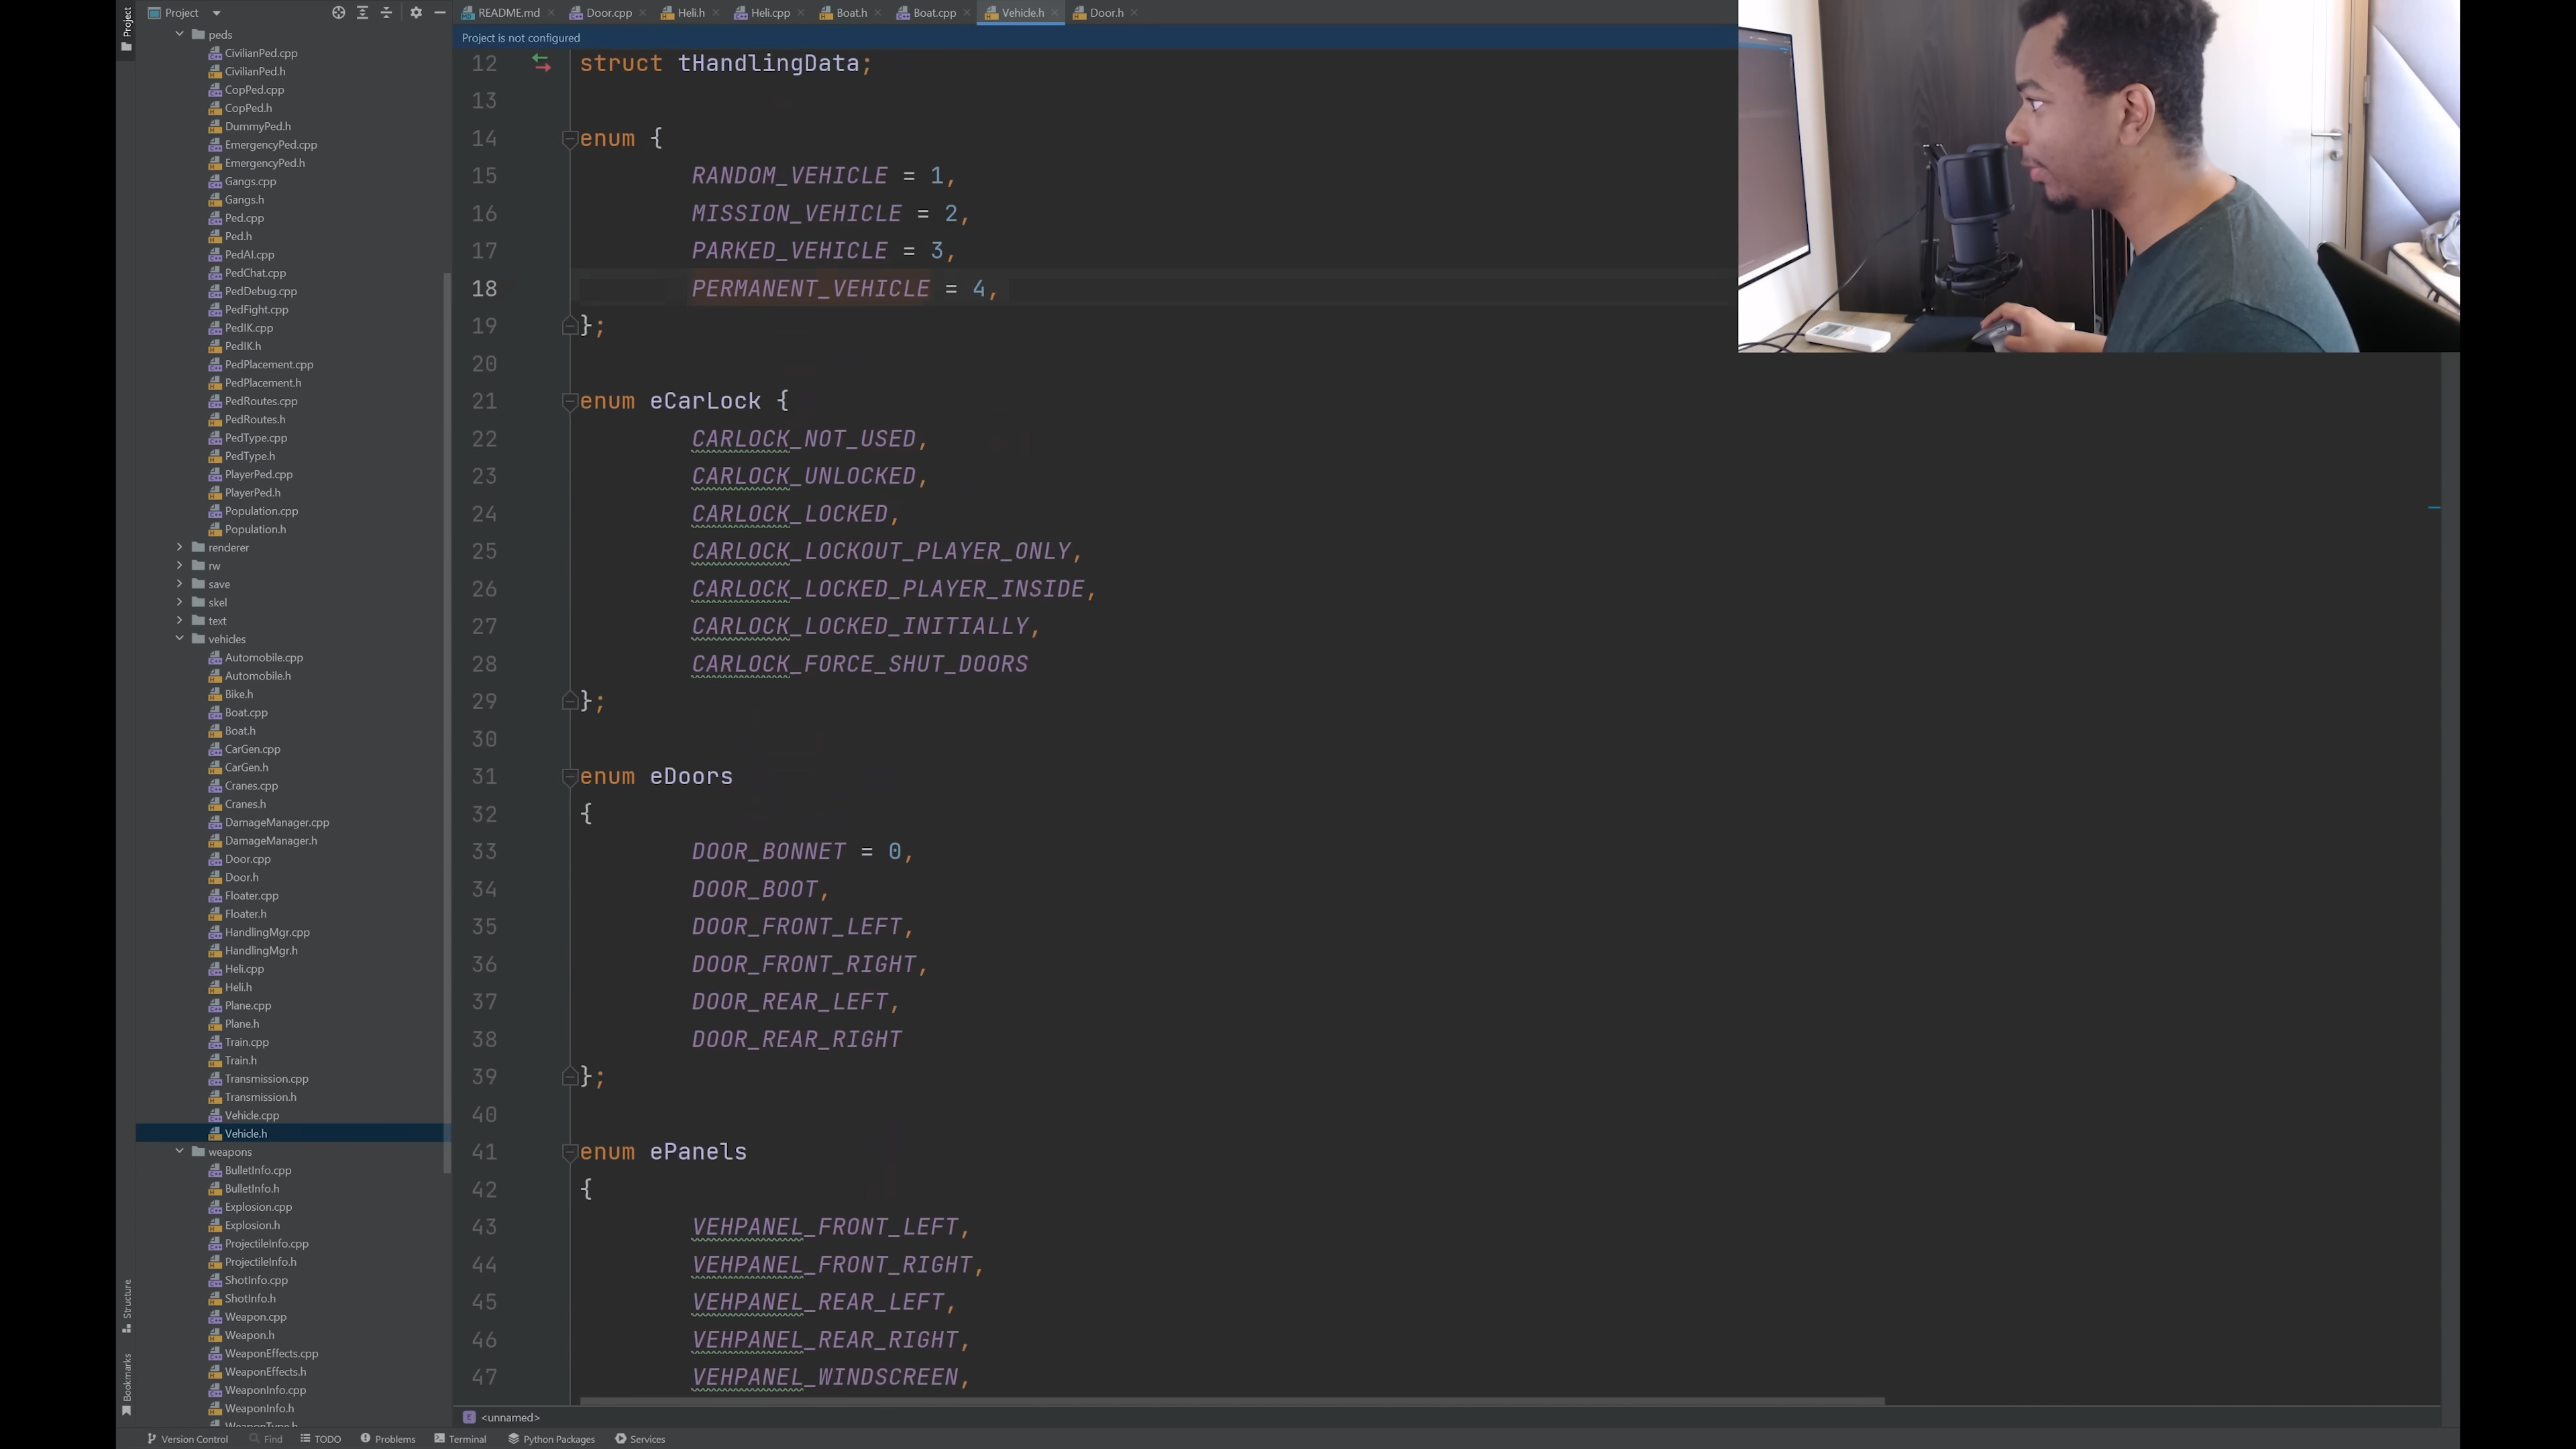 Project
README.md
Door.cpp
Heli.h
Heli.cpp
Boat.h
Boat.cpp
Vehicle.h
Door.h
Project is not configured
Project
peds
CivilianPed.cpp
CivilianPed.h
CopPed.cpp
CopPed.h
DummyPed.h
EmergencyPed.cpp
EmergencyPed.h
Gangs.cpp
Gangs.h
Ped.cpp
Ped.h
PedAI.cpp
PedChat.cpp
PedDebug.cpp
PedFight.cpp
PedIK.cpp
PedIK.h
PedPlacement.cpp
PedPlacement.h
PedRoutes.cpp
PedRoutes.h
PedType.cpp
PedType.h
PlayerPed.cpp
PlayerPed.h
Population.cpp
Population.h
renderer
rw
save
skel
text
vehicles
Automobile.cpp
Automobile.h
Bike.h
Boat.cpp
Boat.h
CarGen.cpp
CarGen.h
Cranes.cpp
Cranes.h
DamageManager.cpp
DamageManager.h
Door.cpp
Door.h
Floater.cpp
Floater.h
HandlingMgr.cpp
HandlingMgr.h
Heli.cpp
Heli.h
Plane.cpp
Plane.h
Train.cpp
Train.h
Transmission.cpp
Transmission.h
Vehicle.cpp
Vehicle.h
weapons
BulletInfo.cpp
BulletInfo.h
Explosion.cpp
Explosion.h
ProjectileInfo.cpp
ProjectileInfo.h
ShotInfo.cpp
ShotInfo.h
Weapon.cpp
Weapon.h
WeaponEffects.cpp
WeaponEffects.h
WeaponInfo.cpp
WeaponInfo.h
WeaponType.h
Structure
Bookmarks
12 struct tHandlingData;
13
14 enum {
15 RANDOM_VEHICLE = 1,
16 MISSION_VEHICLE = 2,
17 PARKED_VEHICLE = 3,
18 PERMANENT_VEHICLE = 4,
19 };
20
21 enum eCarLock {
22 CARLOCK_NOT_USED,
23 CARLOCK_UNLOCKED,
24 CARLOCK_LOCKED,
25 CARLOCK_LOCKOUT_PLAYER_ONLY,
26 CARLOCK_LOCKED_PLAYER_INSIDE,
27 CARLOCK_LOCKED_INITIALLY,
28 CARLOCK_FORCE_SHUT_DOORS
29 };
30
31 enum eDoors
32 {
33 DOOR_BONNET = 0,
34 DOOR_BOOT,
35 DOOR_FRONT_LEFT,
36 DOOR_FRONT_RIGHT,
37 DOOR_REAR_LEFT,
38 DOOR_REAR_RIGHT
39 };
40
41 enum ePanels
42 {
43 VEHPANEL_FRONT_LEFT,
44 VEHPANEL_FRONT_RIGHT,
45 VEHPANEL_REAR_LEFT,
46 VEHPANEL_REAR_RIGHT,
47 VEHPANEL_WINDSCREEN,
<unnamed>
Version Control
Find
TODO
Problems
Terminal
Python Packages
Services